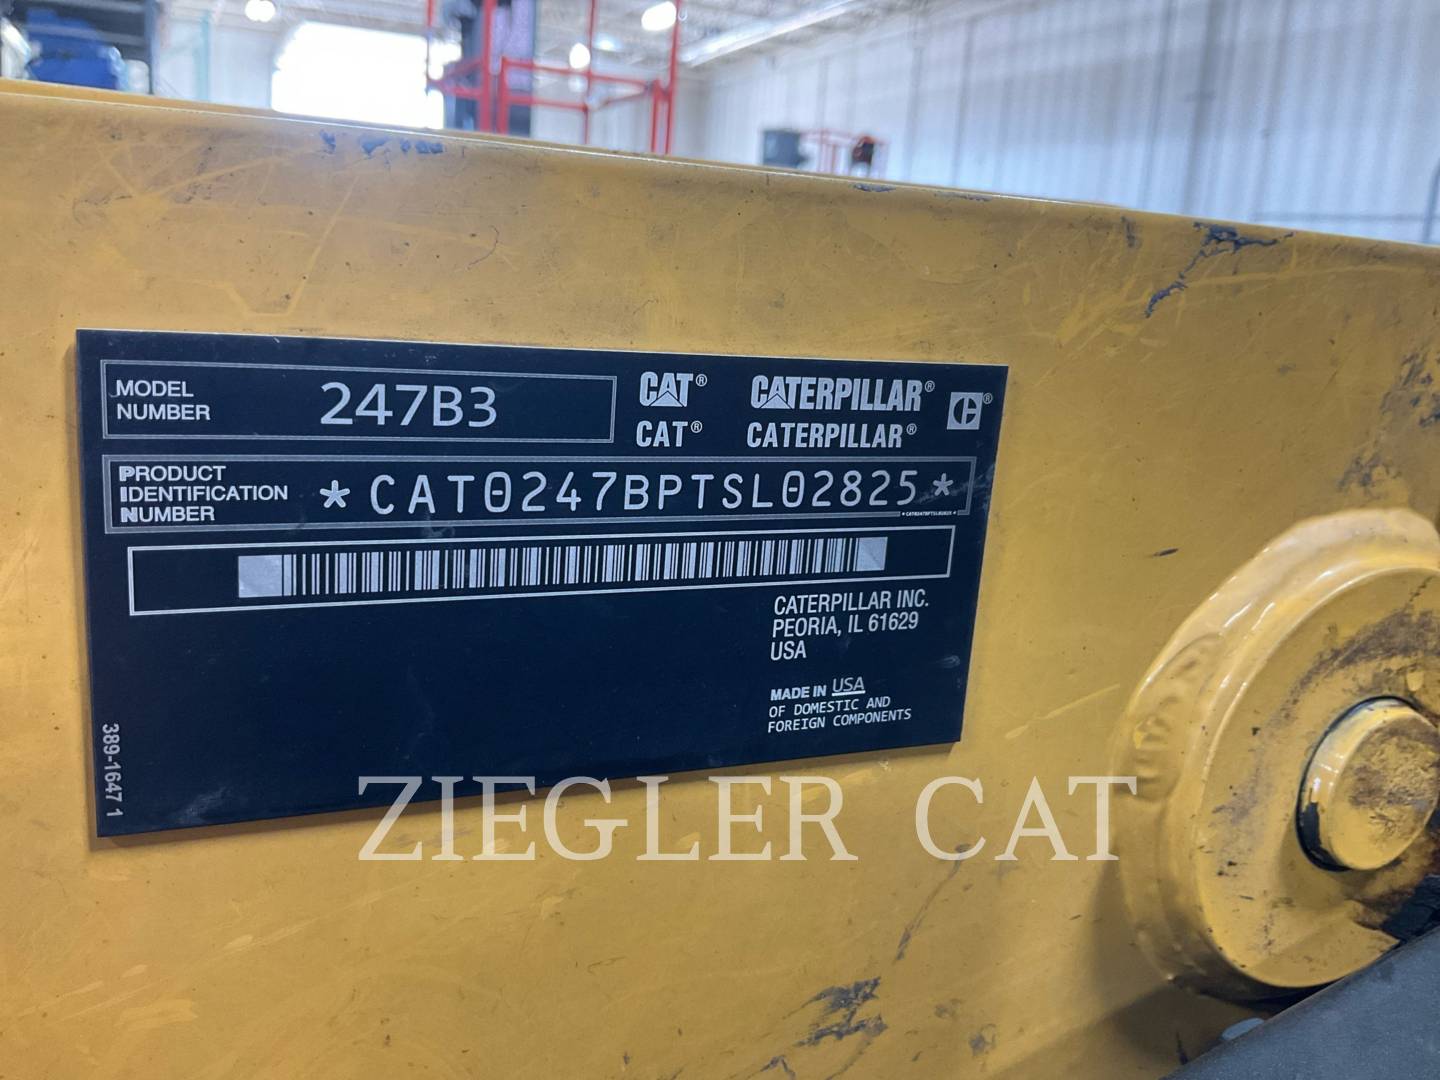 MODEL
NUMBER
247B3
CAT® CATERPILLAR®
CAT® CATERPILLAR®
PRODUCT
IDENTIFICATION
NUMBER
*CAT0247BPTSL02825*
*CAT0247BPTSL02825*
CATERPILLAR INC.
PEORIA, IL 61629
USA
MADE IN USA
OF DOMESTIC AND
FOREIGN COMPONENTS
389-1647 1
ZIEGLER CAT